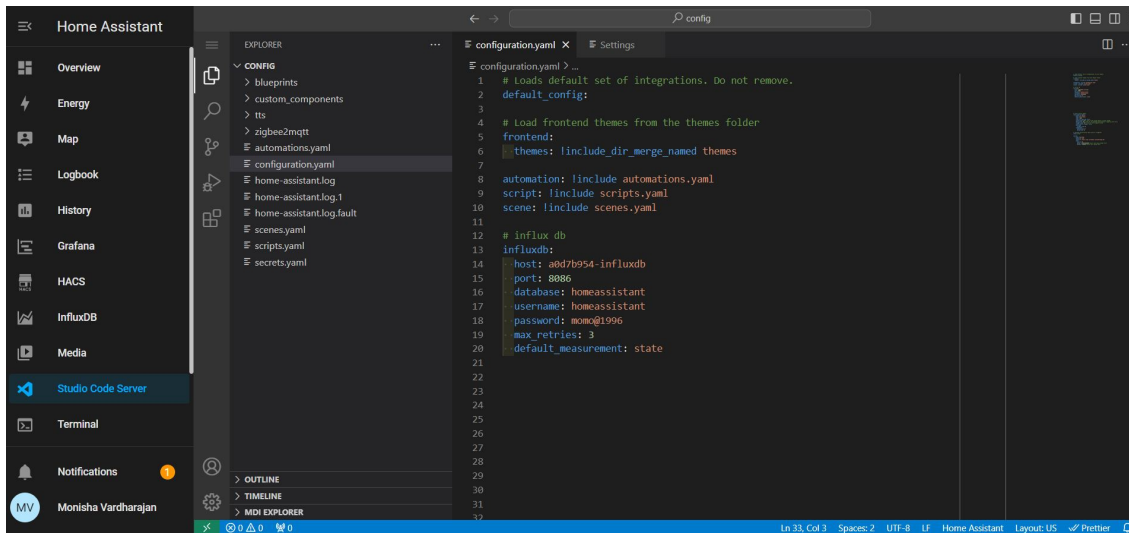 Home Assistant
Overview
Energy
Map
Logbook
History
Grafana
HACS
HACS
InfluxDB
Media
Studio Code Server
Terminal
Notifications
1
MV
Monisha Vardharajan
config
EXPLORER
CONFIG
blueprints
custom_components
tts
zigbee2mqtt
automations.yaml
configuration.yaml
home-assistant.log
home-assistant.log.1
home-assistant.log.fault
scenes.yaml
scripts.yaml
secrets.yaml
OUTLINE
TIMELINE
MDI EXPLORER
configuration.yaml Settings
configuration.yaml > ...
1 # Loads default set of integrations. Do not remove.
2 default_config:
3
4 # Load frontend themes from the themes folder
5 frontend:
6 themes: !include_dir_merge_named themes
7
8 automation: !include automations.yaml
9 script: !include scripts.yaml
10 scene: !include scenes.yaml
11
12 # influx db
13 influxdb:
14 host: a0d7b954-influxdb
15 port: 8086
16 database: homeassistant
17 username: homeassistant
18 password: momo@1996
19 max_retries: 3
20 default_measurement: state
21
22
23
24
25
26
27
28
29
30
31
32
0 0 0 Ln 33, Col 3 Spaces: 2 UTF-8 LF Home Assistant Layout: US Prettier